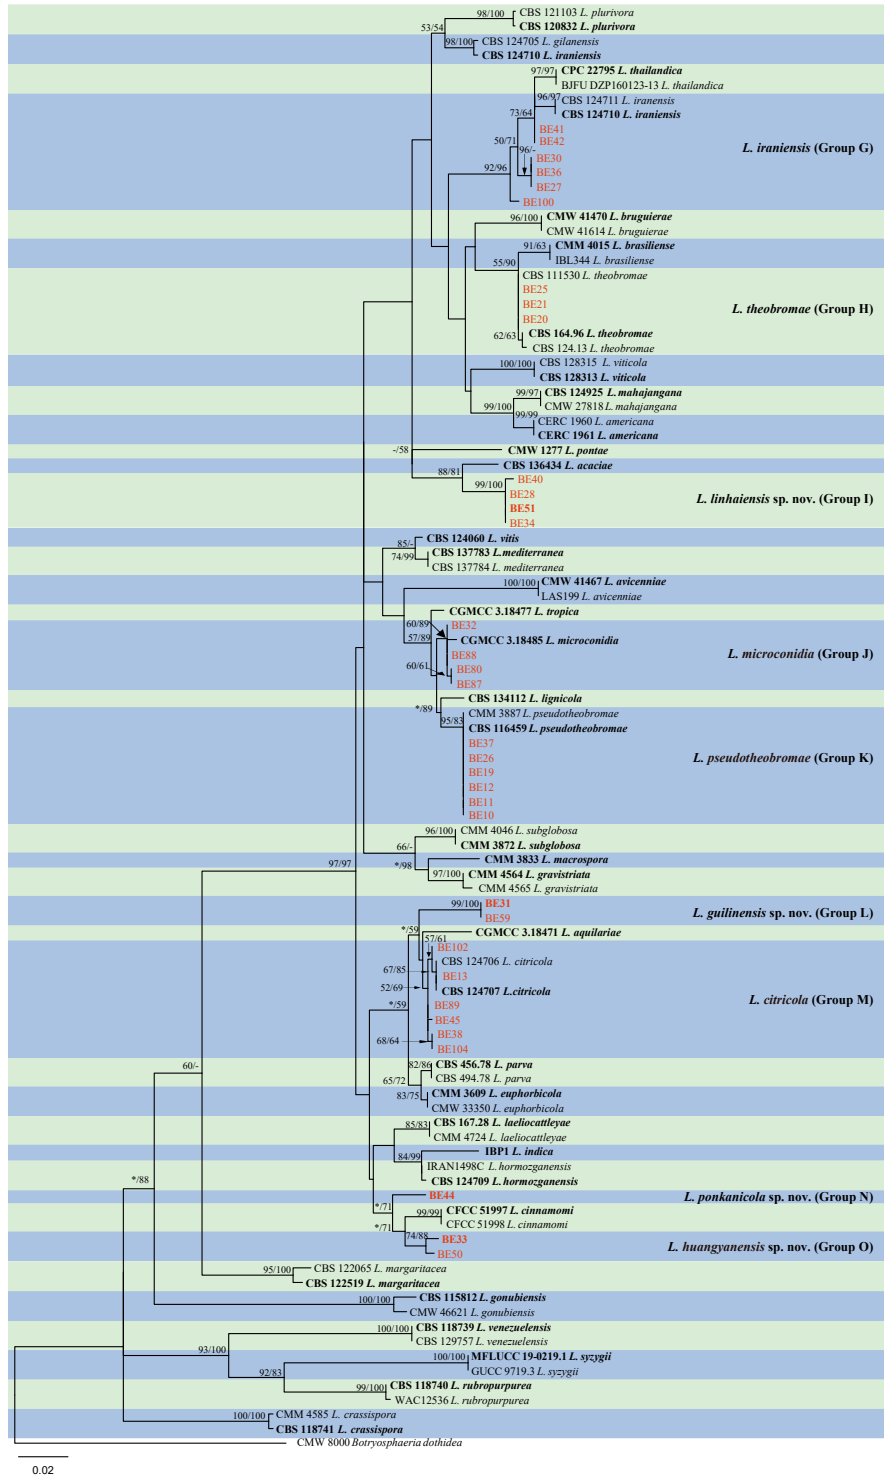 98/100
CBS 121103 L. plurivora
CBS 120832 L. plurivora
53/54
98/100
CBS 124705 L. gilanensis
CBS 124710 L. iraniensis
97/97
CPC 22795 L. thailandica
BJFU DZP160123-13 L. thailandica
96/97
CBS 124711 L. iranensis
CBS 124710 L. iraniensis
73/64
BE41
BE42
50/71
L. iraniensis (Group G)
96/-
BE30
BE36
92/96
BE27
BE100
96/100
CMW 41470 L. bruguierae
CMW 41614 L. bruguierae
91/63
CMM 4015 L. brasiliense
IBL344 L. brasiliense
55/90
CBS 111530 L. theobromae
BE25
BE21
L. theobromae (Group H)
BE20
62/63
CBS 164.96 L. theobromae
CBS 124.13 L. theobromae
100/100
CBS 128315 L. viticola
CBS 128313 L. viticola
99/97
CBS 124925 L. mahajangana
CMW 27818 L. mahajangana
99/100
99/99
CERC 1960 L. americana
CERC 1961 L. americana
-/58
CMW 1277 L. pontae
CBS 136434 L. acaciae
88/81
99/100
BE40
BE28
L. linhaiensis sp. nov. (Group I)
BE51
BE34
CBS 124060 L. vitis
85/-
74/99
CBS 137783 L.mediterranea
CBS 137784 L. mediterranea
100/100
CMW 41467 L. avicenniae
LAS199 L. avicenniae
CGMCC 3.18477 L. tropica
60/89
BE32
57/89
CGMCC 3.18485 L. microconidia
BE88
L. microconidia (Group J)
60/61
BE80
BE87
CBS 134112 L. lignicola
*/89
CMM 3887 L. pseudotheobromae
95/83
CBS 116459 L. pseudotheobromae
BE37
BE26
L. pseudotheobromae (Group K)
BE19
BE12
BE11
BE10
96/100
CMM 4046 L. subglobosa
CMM 3872 L. subglobosa
66/-
CMM 3833 L. macrospora
97/97
*/98
97/100
CMM 4564 L. gravistriata
CMM 4565 L. gravistriata
99/100
BE31
L. guilinensis sp. nov. (Group L)
BE59
*/59
CGMCC 3.18471 L. aquilariae
57/61
BE102
CBS 124706 L. citricola
67/85
BE13
52/69
CBS 124707 L.citricola
L. citricola (Group M)
*/59
BE89
BE45
BE38
68/64
BE104
82/86
CBS 456.78 L. parva
60/-
CBS 494.78 L. parva
65/72
83/75
CMM 3609 L. euphorbicola
CMW 33350 L. euphorbicola
85/83
CBS 167.28 L. laeliocattleyae
CMM 4724 L. laeliocattleyae
IBP1 L. indica
84/99
IRAN1498C L. hormozganensis
CBS 124709 L. hormozganensis
*/88
BE44
L. ponkanicola sp. nov. (Group N)
*/71
99/99
CFCC 51997 L. cinnamomi
CFCC 51998 L. cinnamomi
*/71
74/88
BE33
L. huangyanensis sp. nov. (Group O)
BE50
95/100
CBS 122065 L. margaritacea
CBS 122519 L. margaritacea
100/100
CBS 115812 L. gonubiensis
CMW 46621 L. gonubiensis
100/100
CBS 118739 L. venezuelensis
CBS 129757 L. venezuelensis
93/100
100/100
MFLUCC 19-0219.1 L. syzygii
GUCC 9719.3 L. syzygii
92/83
99/100
CBS 118740 L. rubropurpurea
WAC12536 L. rubropurpurea
100/100
CMM 4585 L. crassispora
CBS 118741 L. crassispora
CMW 8000 Botryosphaeria dothidea
0.02